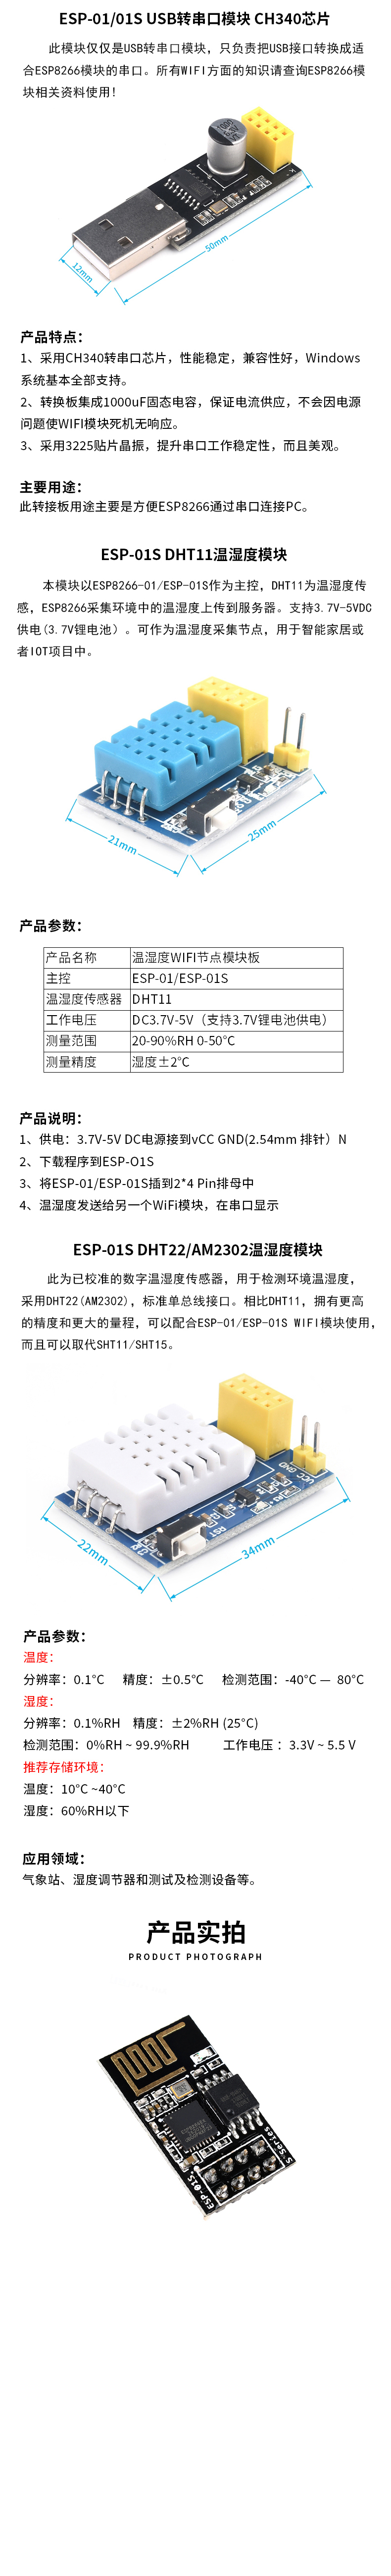 ESP-01/01S USB转串口模块 CH340芯片
此模块仅仅是USB转串口模块，只负责把USB接口转换成适
合ESP8266模块的串口。所有WIFI方面的知识请查询ESP8266模
块相关资料使用！
12mm
50mm
产品特点：
1、采用CH340转串口芯片，性能稳定，兼容性好，Windows
系统基本全部支持。
2、转换板集成1000uF固态电容，保证电流供应，不会因电源
问题使WIFI模块死机无响应。
3、采用3225贴片晶振，提升串口工作稳定性，而且美观。
主要用途：
此转接板用途主要是方便ESP8266通过串口连接PC。
ESP-01S DHT11温湿度模块
本模块以ESP8266-01/ESP-01S作为主控，DHT11为温湿度传
感，ESP8266采集环境中的温湿度上传到服务器。支持3.7V-5VDC
供电(3.7V锂电池）。可作为温湿度采集节点，用于智能家居或
者IOT项目中。
21mm
25mm
产品参数：
产品名称 温湿度WIFI节点模块板
主控 ESP-01/ESP-01S
温湿度传感器 DHT11
工作电压 DC3.7V-5V（支持3.7V锂电池供电）
测量范围 20-90%RH 0-50℃
测量精度 湿度±2℃
产品说明：
1、供电：3.7V-5V DC电源接到vCC GND(2.54mm 排针）N
2、下载程序到ESP-O1S
3、将ESP-01/ESP-01S插到2*4 Pin排母中
4、温湿度发送给另一个WiFi模块，在串口显示
ESP-01S DHT22/AM2302温湿度模块
此为已校准的数字温湿度传感器，用于检测环境温湿度，
采用DHT22(AM2302)，标准单总线接口。相比DHT11，拥有更高
的精度和更大的量程，可以配合ESP-01/ESP-01S WIFI模块使用，
而且可以取代SHT11/SHT15。
VCC GND
RST
22mm
34mm
产品参数：
温度：
分辨率：0.1℃ 精度：±0.5℃ 检测范围：-40℃ — 80℃
湿度：
分辨率：0.1%RH 精度：±2%RH (25℃)
检测范围：0%RH ~ 99.9%RH 工作电压 ：3.3V ~ 5.5 V
推荐存储环境：
温度：10℃ ~40℃
湿度：60%RH以下
应用领域：
气象站、湿度调节器和测试及检测设备等。
产品实拍
PRODUCT PHOTOGRAPH
ESP-01S
S.Series